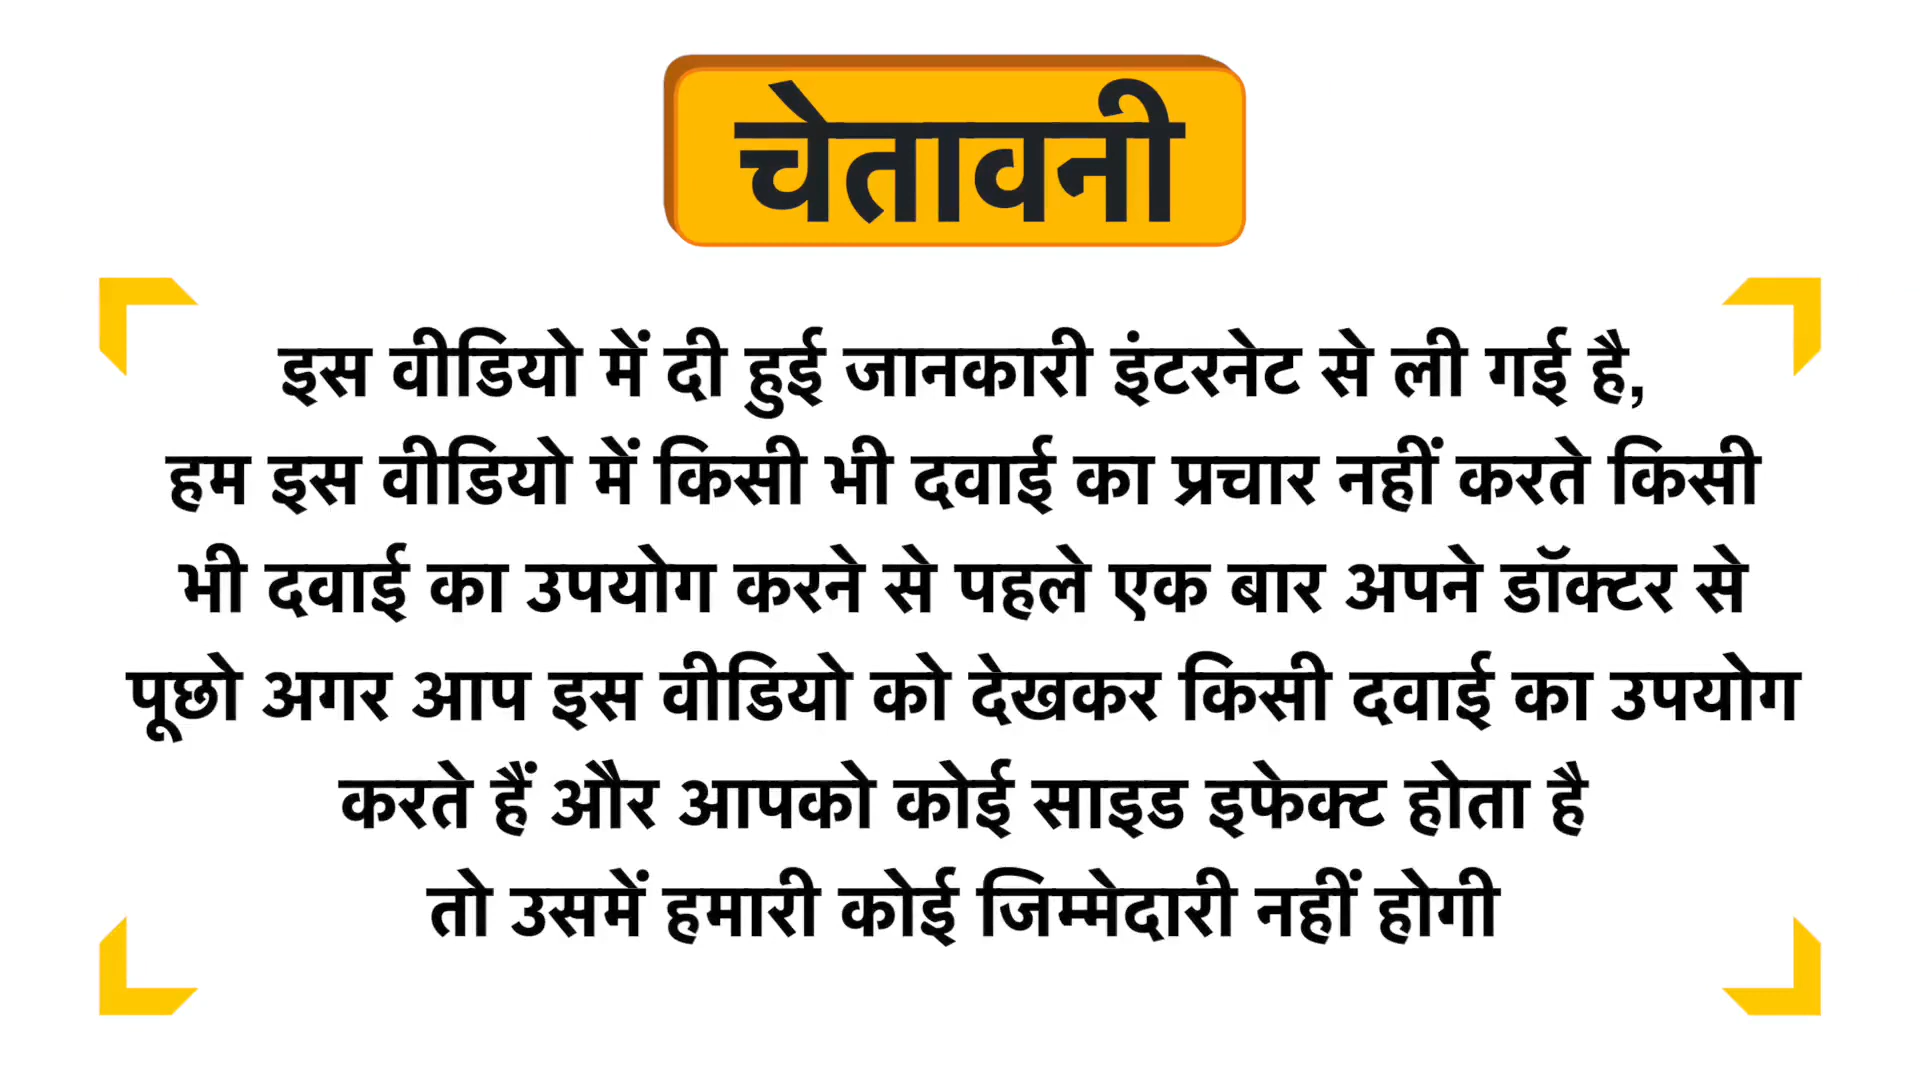 चेतावनी
इस वीडियो में दी हुई जानकारी इंटरनेट से ली गई है,
हम इस वीडियो में किसी भी दवाई का प्रचार नहीं करते किसी
भी दवाई का उपयोग करने से पहले एक बार अपने डॉक्टर से
पूछो अगर आप इस वीडियो को देखकर किसी दवाई का उपयोग
करते हैं और आपको कोई साइड इफेक्ट होता है
तो उसमें हमारी कोई जिम्मेदारी नहीं होगी